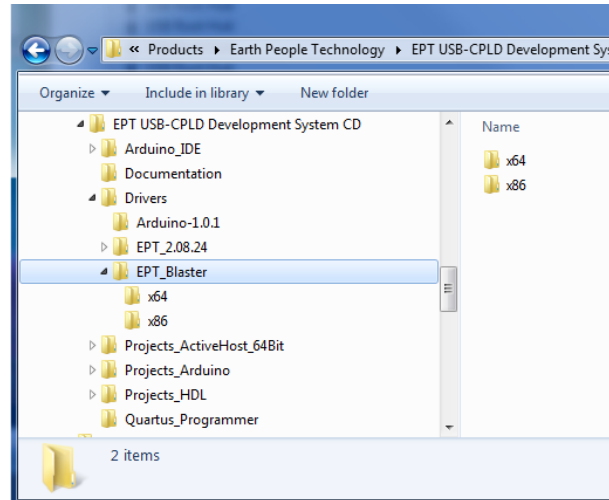 « Products Earth People Technology EPT USB-CPLD Development Sy
Organize Include in library New folder
EPT USB-CPLD Development System CD
Arduino_IDE
Documentation
Drivers
Arduino-1.0.1
EPT_2.08.24
EPT_Blaster
x64
x86
Projects_ActiveHost_64Bit
Projects_Arduino
Projects_HDL
Quartus_Programmer
Name
x64
x86
2 items